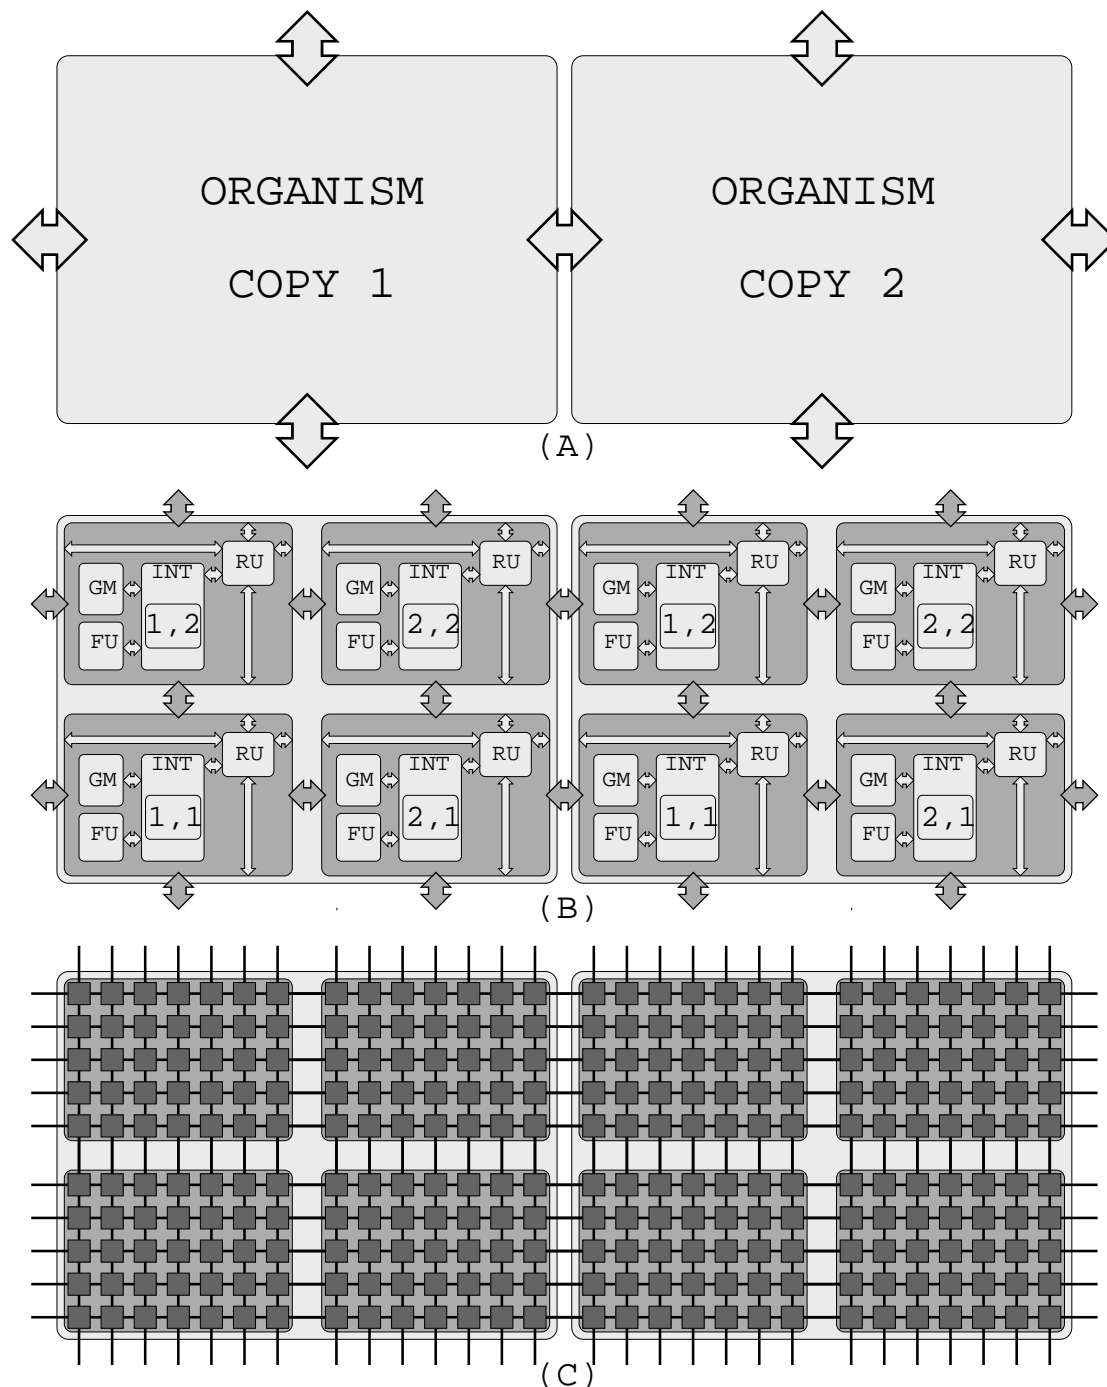 ORGANISM ORGANISM
COPY 1 COPY 2
(A)
RU RU RU RU
INT INT INT INT
GM GM GM GM
1,2 2,2 1,2 2,2
FU FU FU FU
RU RU RU RU
INT INT INT INT
GM GM GM GM
1,1 2,1 1,1 2,1
FU FU FU FU
(B)
(C)